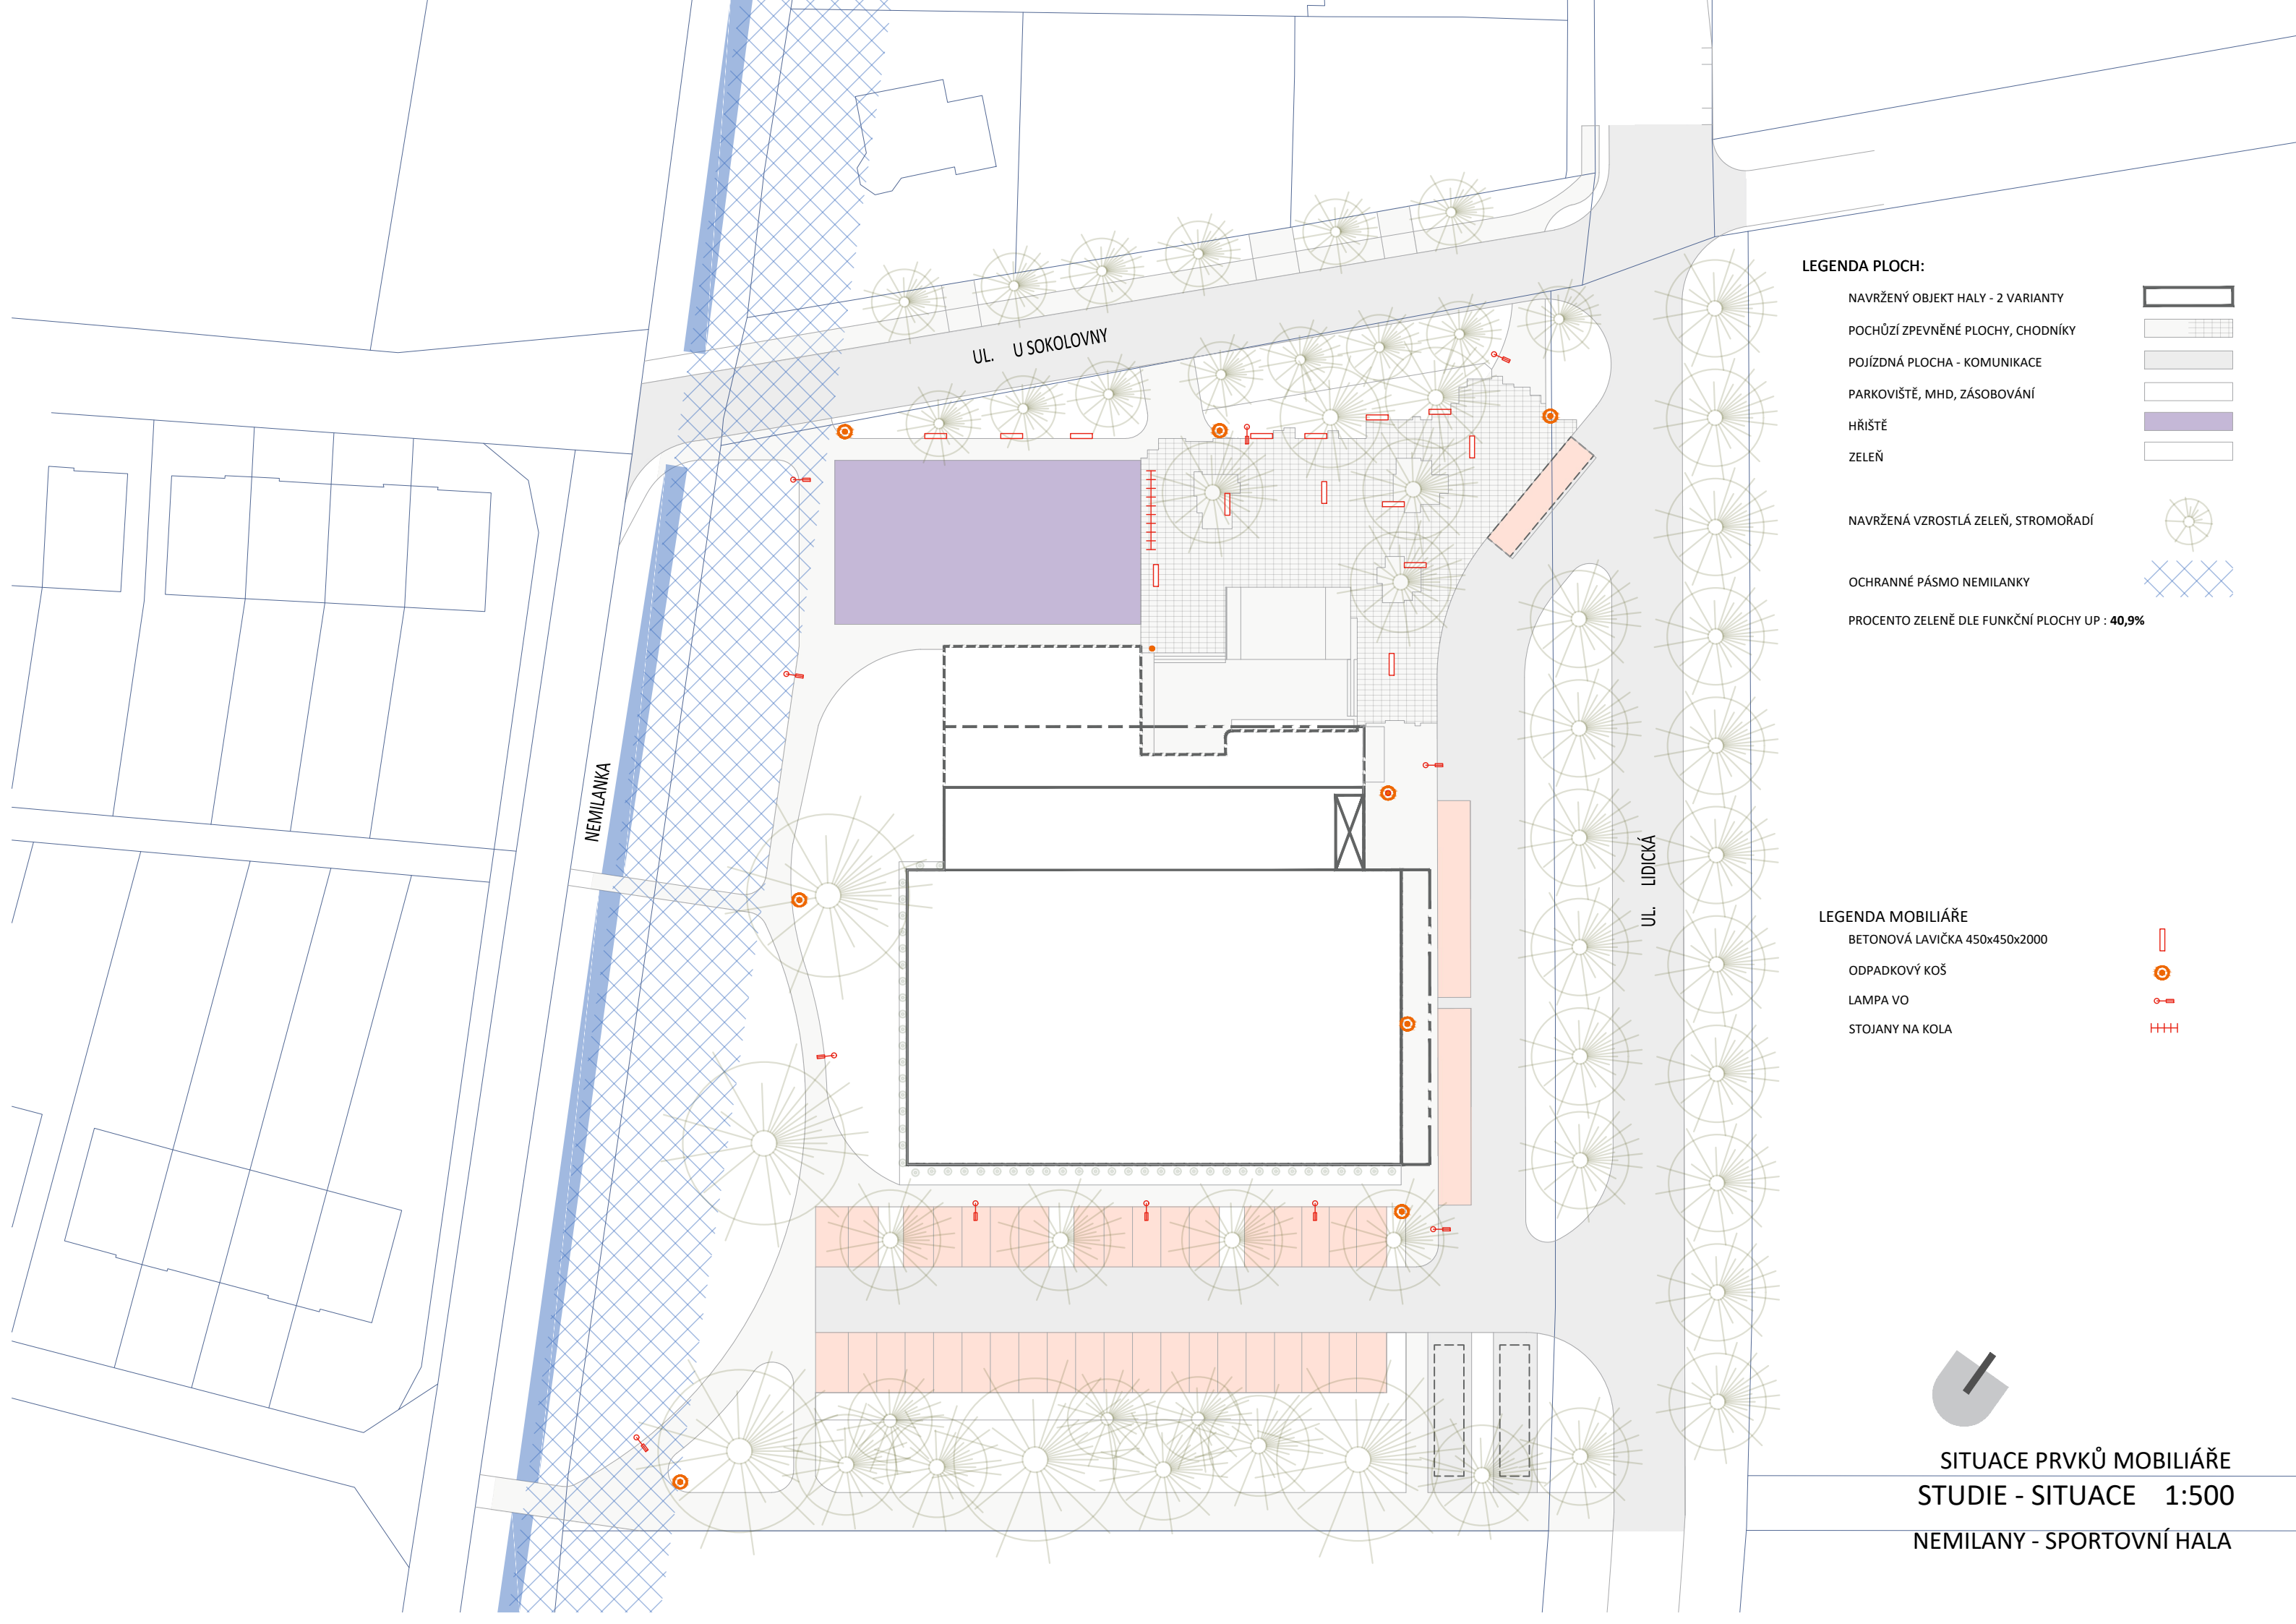 UL. U SOKOLOVNY
NEMILANKA
UL. LIDICKÁ
LEGENDA PLOCH:
NAVRŽENÝ OBJEKT HALY - 2 VARIANTY
POCHŮZÍ ZPEVNĚNÉ PLOCHY, CHODNÍKY
POJÍZDNÁ PLOCHA - KOMUNIKACE
PARKOVIŠTĚ, MHD, ZÁSOBOVÁNÍ
HŘIŠTĚ
ZELEŇ
NAVRŽENÁ VZROSTLÁ ZELEŇ, STROMOŘADÍ
OCHRANNÉ PÁSMO NEMILANKY
PROCENTO ZELENĚ DLE FUNKČNÍ PLOCHY UP : 40,9%
LEGENDA MOBILIÁŘE
BETONOVÁ LAVIČKA 450x450x2000
ODPADKOVÝ KOŠ
LAMPA VO
STOJANY NA KOLA
SITUACE PRVKŮ MOBILIÁŘE
STUDIE - SITUACE 1:500
NEMILANY - SPORTOVNÍ HALA